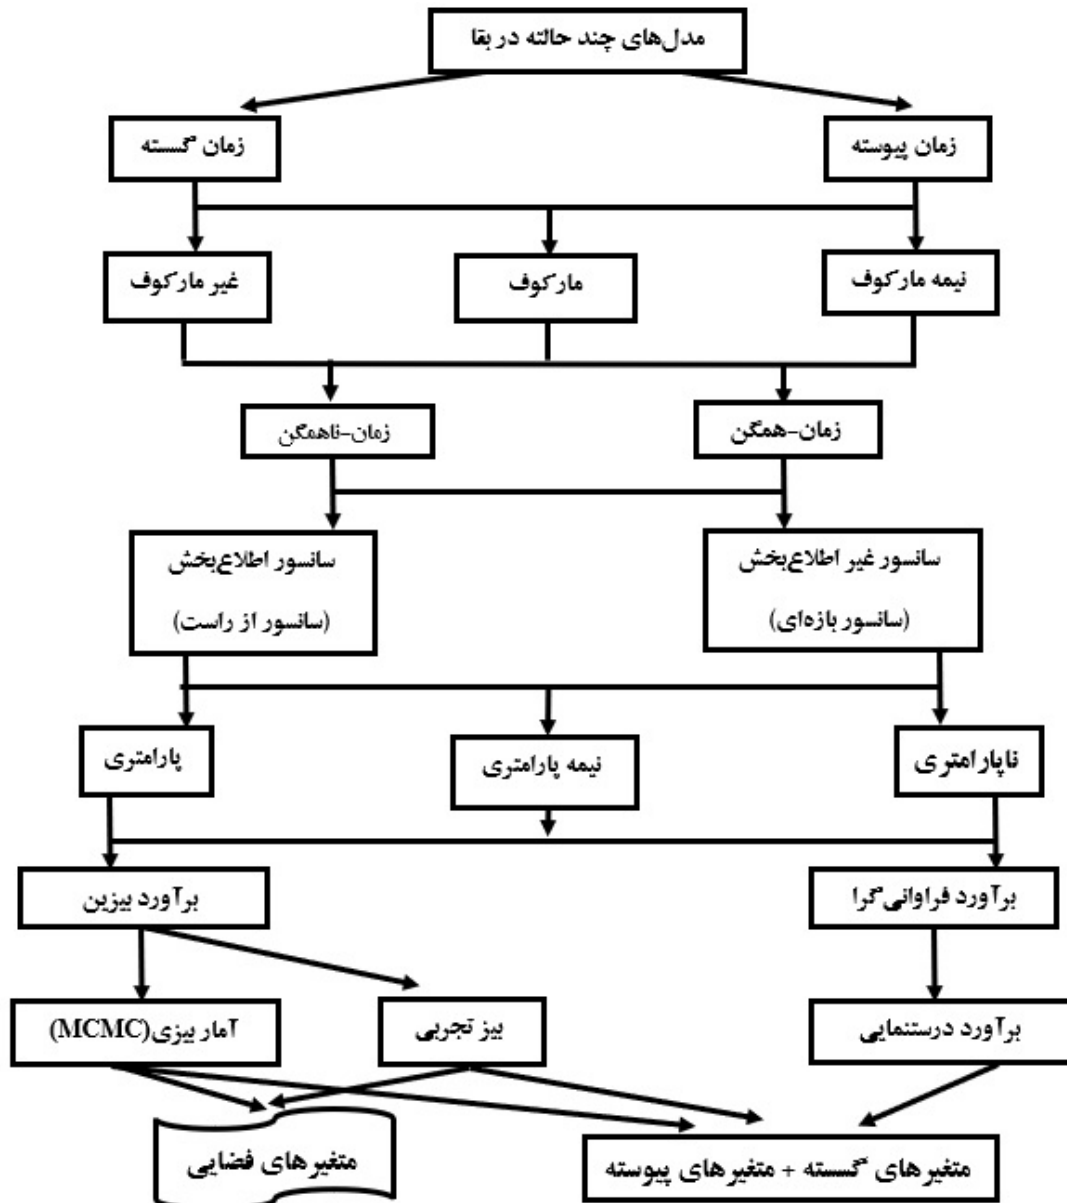 مدل‌های چند حالته در بقا
زمان پیوسته
زمان گسسته
نیمه مارکوف
مارکوف
غیر مارکوف
زمان-همگن
زمان-ناهمگن
سانسور غیر اطلاع‌بخش
(سانسور بازه‌ای)
سانسور اطلاع‌بخش
(سانسور از راست)
ناپارامتری
نیمه پارامتری
پارامتری
برآورد فراوانی‌گرا
برآورد بیزین
برآورد درستنمایی
بیز تجربی
آمار بیزی(MCMC)
متغیرهای گسسته + متغیرهای پیوسته
متغیرهای فضایی